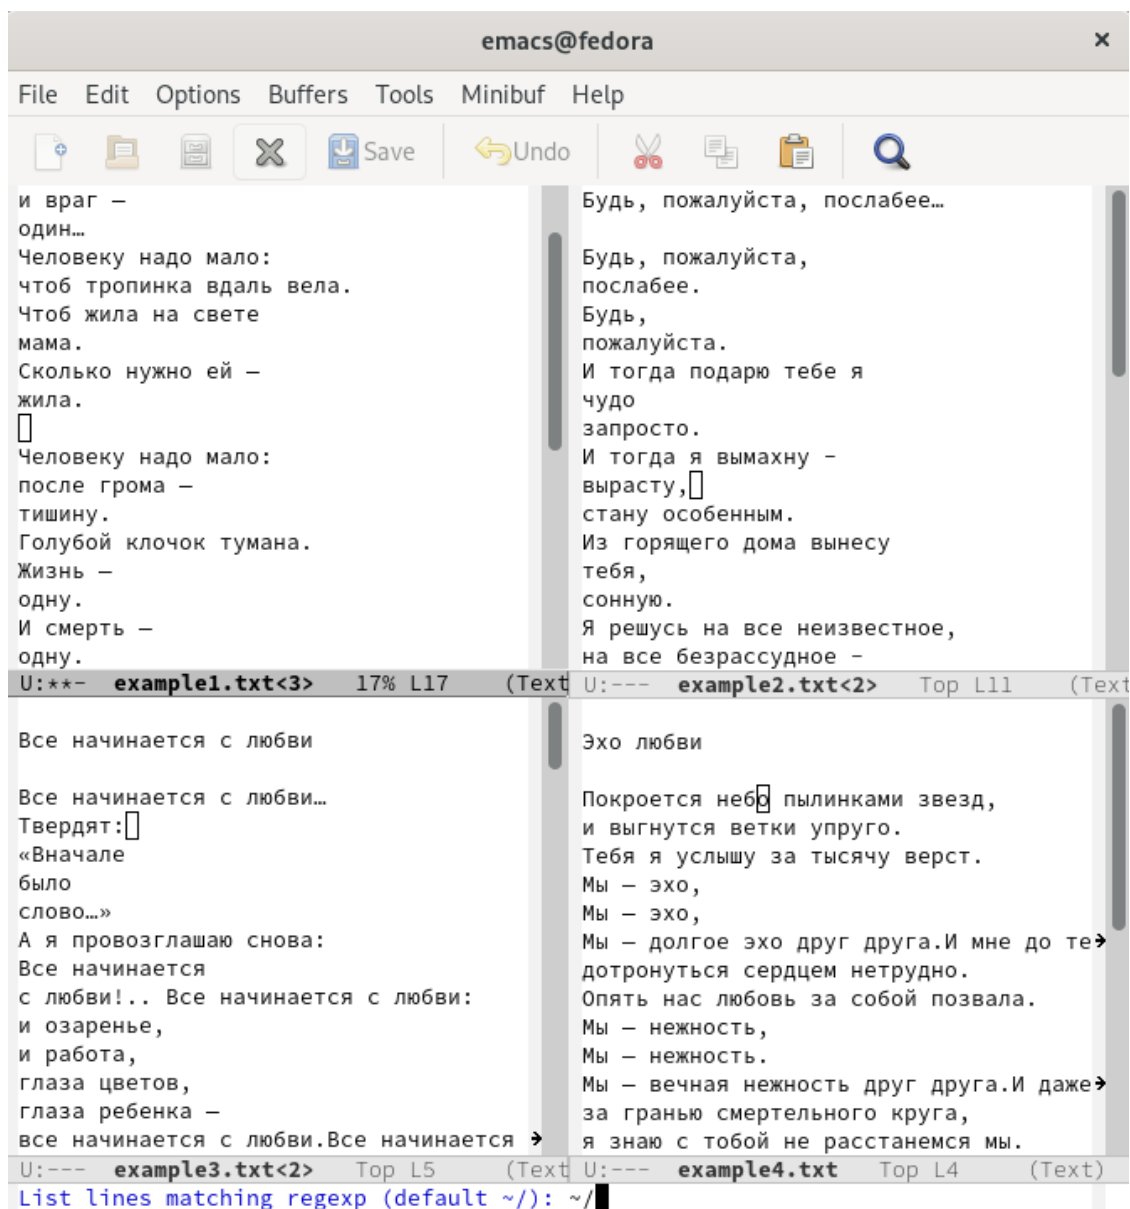 emacs@fedora
File Edit Options Buffers Tools Minibuf Help
Save Undo
и враг —
один…
Человеку надо мало:
чтоб тропинка вдаль вела.
Чтоб жила на свете
мама.
Сколько нужно ей —
жила.
Человеку надо мало:
после грома —
тишину.
Голубой клочок тумана.
Жизнь —
одну.
И смерть —
одну.
U:**-  example1.txt<3>   17% L17   (Text
Будь, пожалуйста, послабее…
Будь, пожалуйста,
послабее.
Будь,
пожалуйста.
И тогда подарю тебе я
чудо
запросто.
И тогда я вымахну -
вырасту,
стану особенным.
Из горящего дома вынесу
тебя,
сонную.
Я решусь на все неизвестное,
на все безрассудное -
U:---  example2.txt<2>   Top L11   (Text
Все начинается с любви
Все начинается с любви…
Твердят:
«Вначале
было
слово…»
А я провозглашаю снова:
Все начинается
с любви!.. Все начинается с любви:
и озаренье,
и работа,
глаза цветов,
глаза ребенка —
все начинается с любви.Все начинается
U:---  example3.txt<2>   Top L5   (Text
Эхо любви
Покроется небо пылинками звезд,
и выгнутся ветки упруго.
Тебя я услышу за тысячу верст.
Мы — эхо,
Мы — эхо,
Мы — долгое эхо друг друга.И мне до те
дотронуться сердцем нетрудно.
Опять нас любовь за собой позвала.
Мы — нежность,
Мы — нежность.
Мы — вечная нежность друг друга.И даже
за гранью смертельного круга,
я знаю с тобой не расстанемся мы.
U:---  example4.txt   Top L4   (Text)
List lines matching regexp (default ~/): ~/